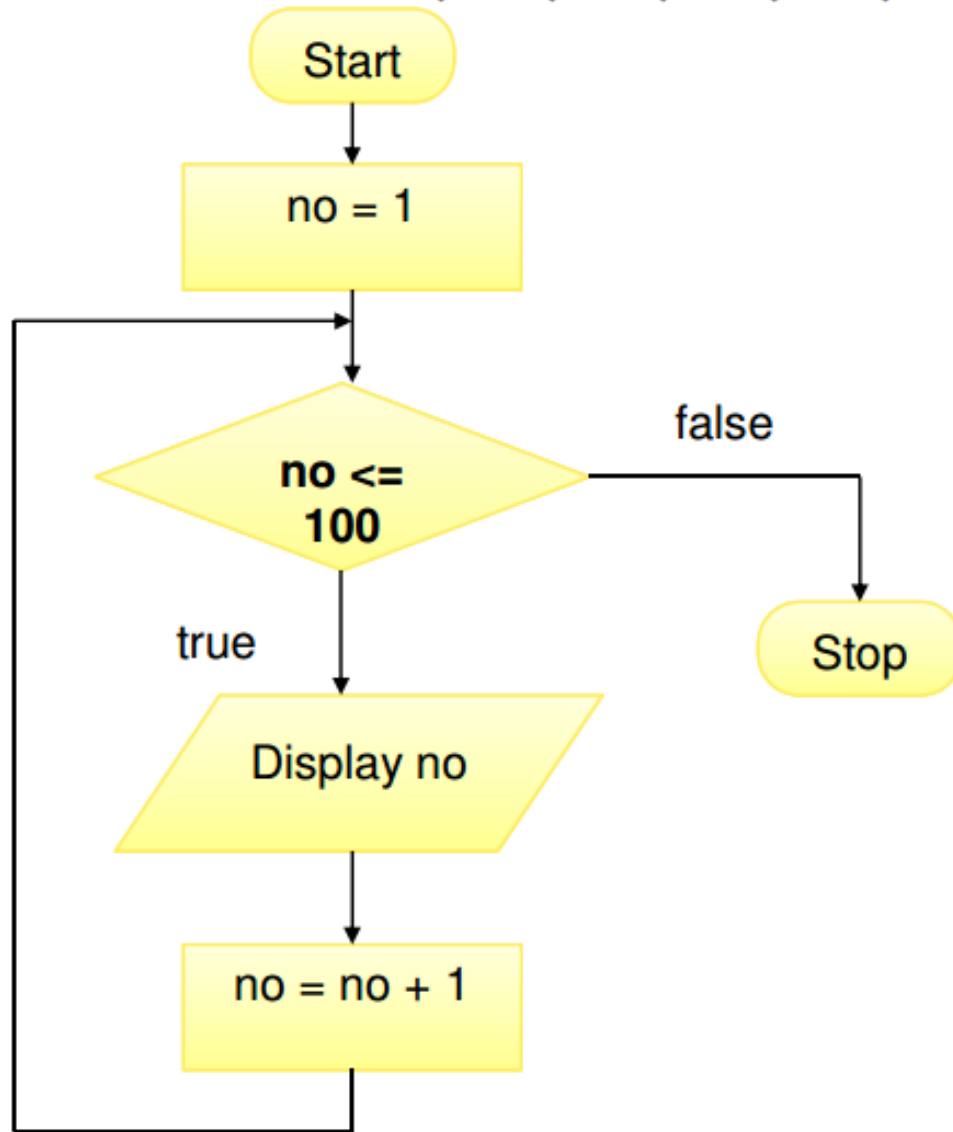 Start
no = 1
no <=
100
false
true
Stop
Display no
no = no + 1